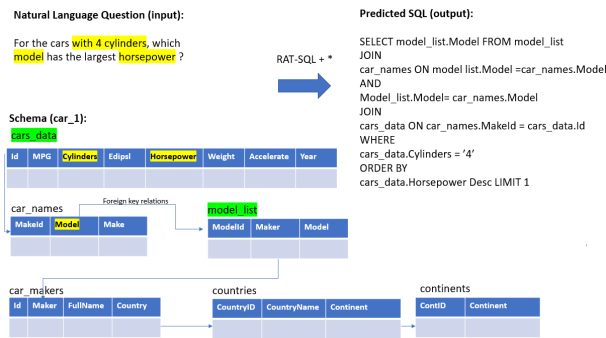 Natural Language Question (input):
For the cars with 4 cylinders, which
model has the largest horsepower ?
RAT-SQL + *
Predicted SQL (output):
SELECT model_list.Model FROM model_list
JOIN
car_names ON model list.Model =car_names.Model
AND
Model_list.Model= car_names.Model
JOIN
cars_data ON car_names.MakeId = cars_data.Id
WHERE
cars_data.Cylinders = '4'
ORDER BY
cars_data.Horsepower Desc LIMIT 1
Schema (car_1):
cars_data
Id MPG Cylinders Edipsl Horsepower Weight Accelerate Year
car_names
Foreign key relations
model_list
MakeId Model Make
ModelId Maker Model
car_makers
countries
continents
Id Maker FullName Country
CountryID CountryName Continent
ContID Continent